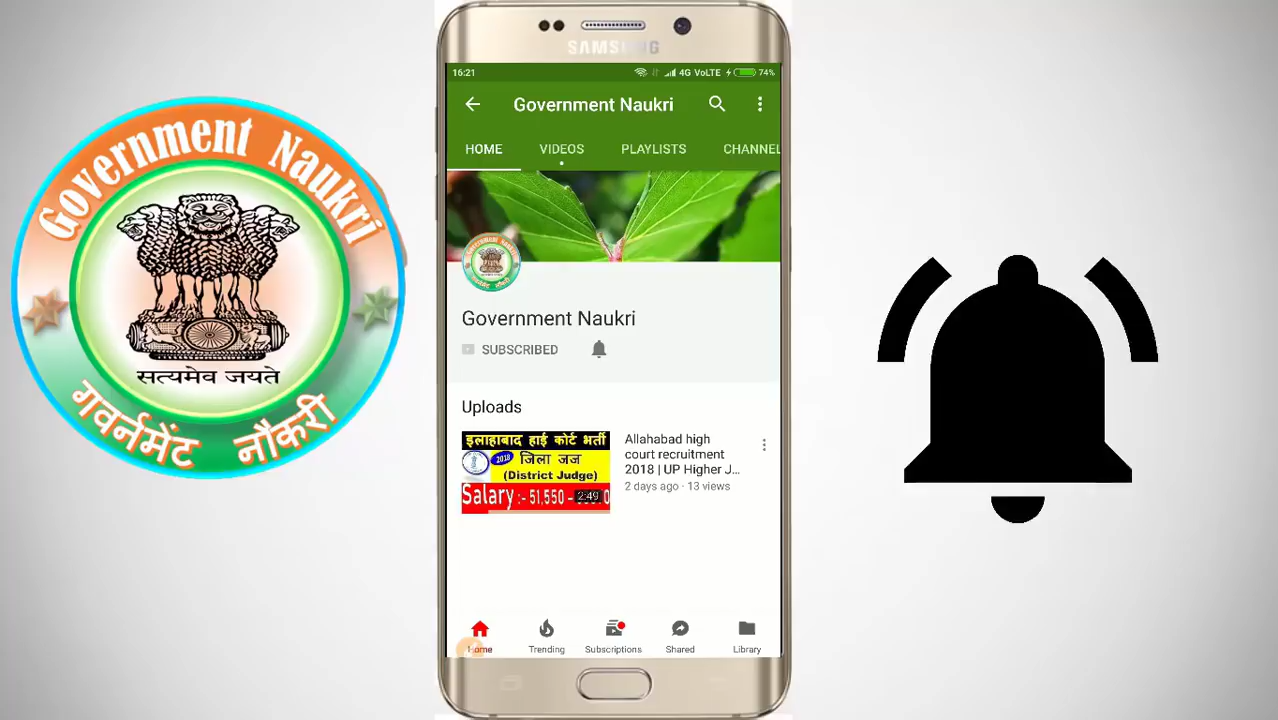 Government Naukri
सत्यमेव जयते
गवर्नमेंट नौकरी
SAMSUNG
16:21
4G VoLTE
74%
Government Naukri
HOME
VIDEOS
PLAYLISTS
CHANNEL
Government Naukri
SUBSCRIBED
Uploads
इलाहाबाद हाई कोर्ट भर्ती
2018
जिला जज
(District Judge)
Salary :- 51,550 –
2:49
Allahabad high
court recruitment
2018 | UP Higher J...
2 days ago · 13 views
Home
Trending
Subscriptions
Shared
Library